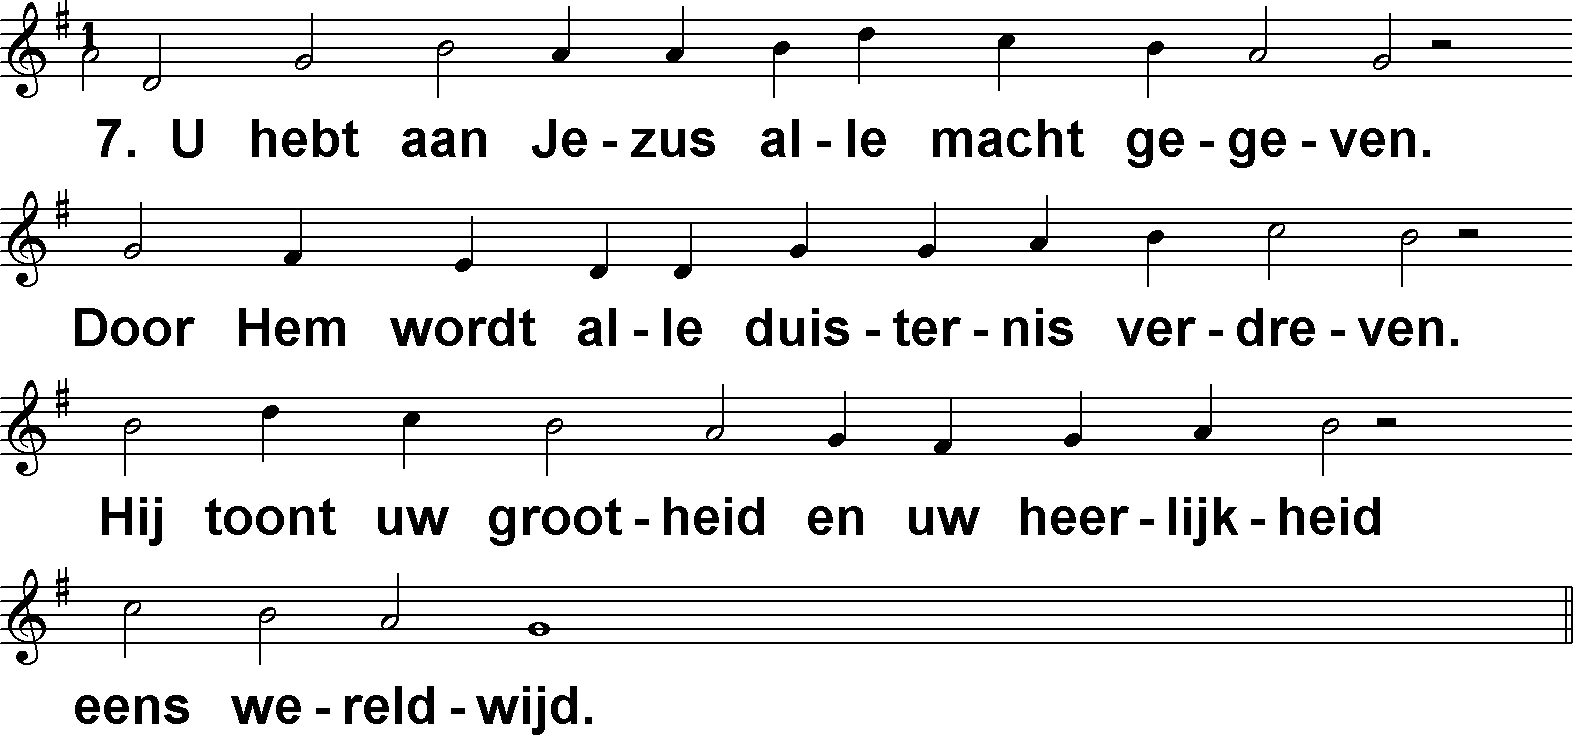 1
7. U hebt aan Je - zus al - le macht ge - ge - ven.
Door Hem wordt al - le duis - ter - nis ver - dre - ven.
Hij toont uw groot - heid en uw heer - lijk - heid
eens we - reld - wijd.